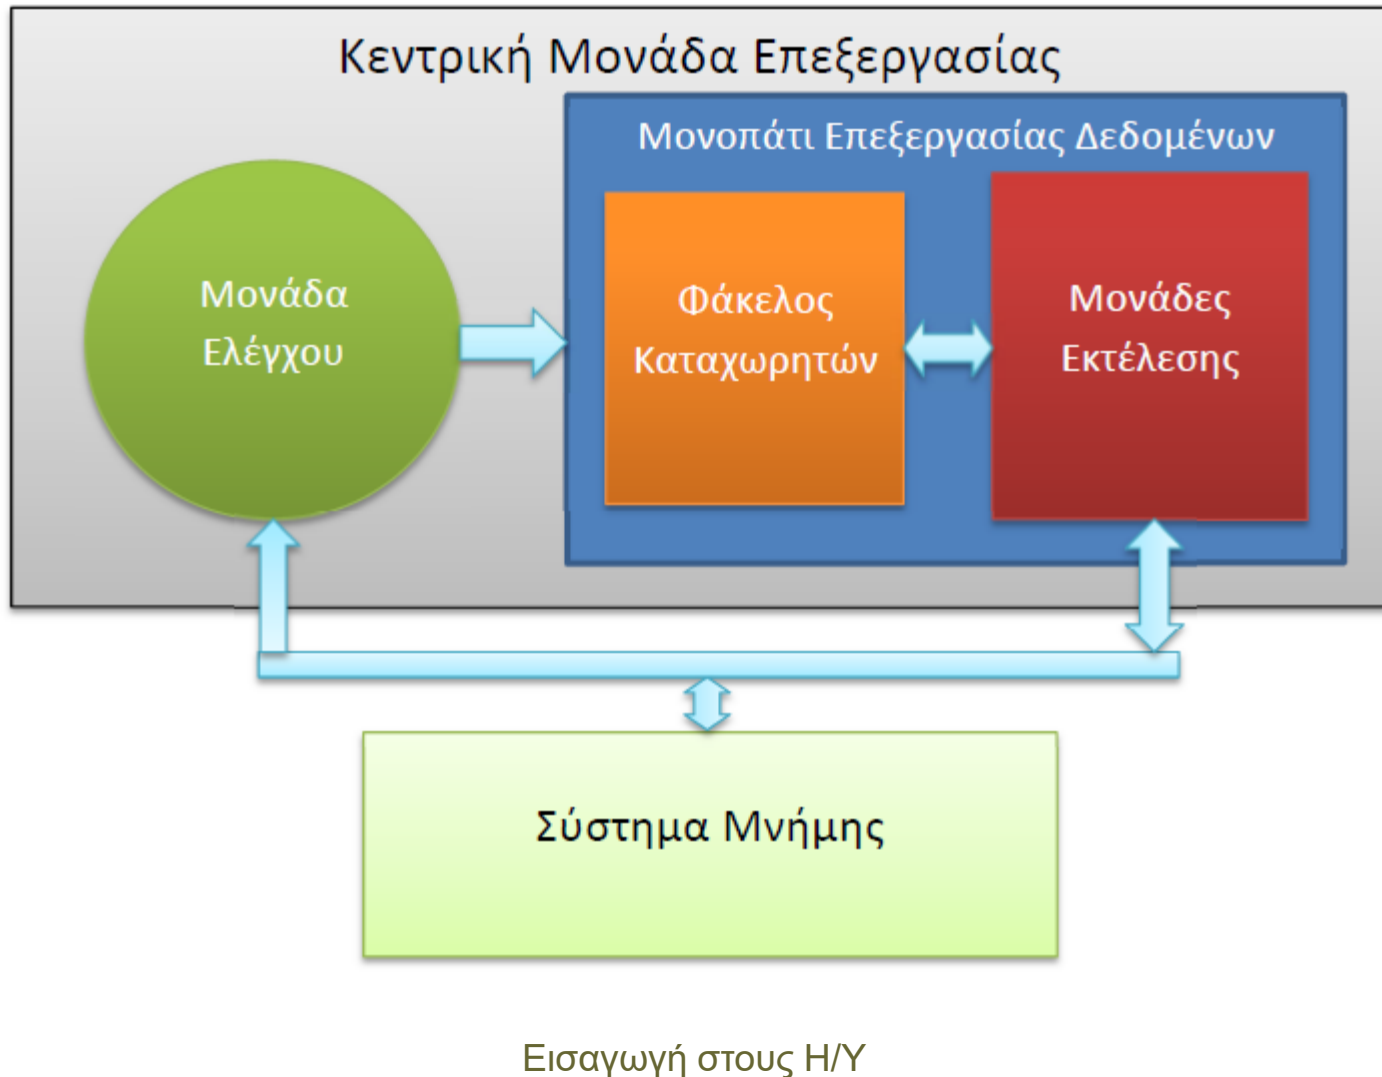 Κεντρική Μονάδα Επεξεργασίας
Μονοπάτι Επεξεργασίας Δεδομένων
Μονάδα
Ελέγχου
Φάκελος
Καταχωρητών
Μονάδες
Εκτέλεσης
Σύστημα Μνήμης
Εισαγωγή στους Η/Υ